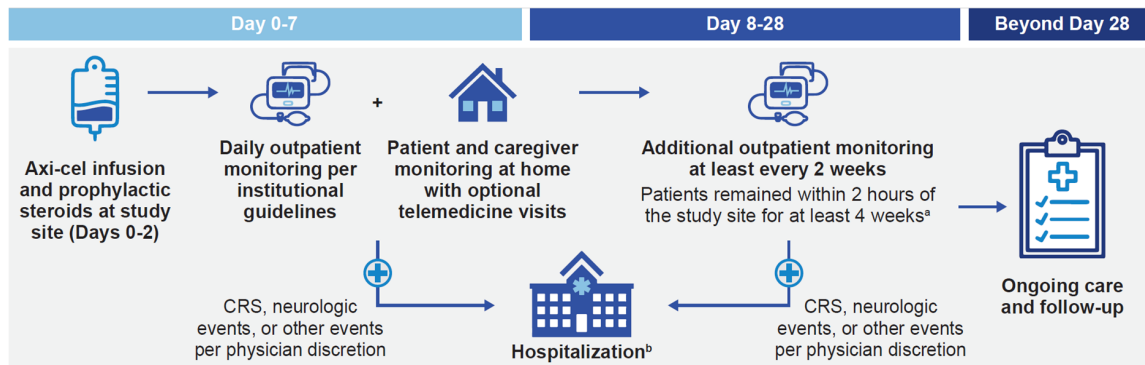 Day 0-7
Day 8-28
Beyond Day 28
Axi-cel infusion
and prophylactic
steroids at study
site (Days 0-2)
Daily outpatient
monitoring per
institutional
guidelines
+
Patient and caregiver
monitoring at home
with optional
telemedicine visits
Additional outpatient monitoring
at least every 2 weeks
Patients remained within 2 hours of
the study site for at least 4 weeksᵃ
CRS, neurologic
events, or other events
per physician discretion
Hospitalizationᵇ
CRS, neurologic
events, or other events
per physician discretion
Ongoing care
and follow-up